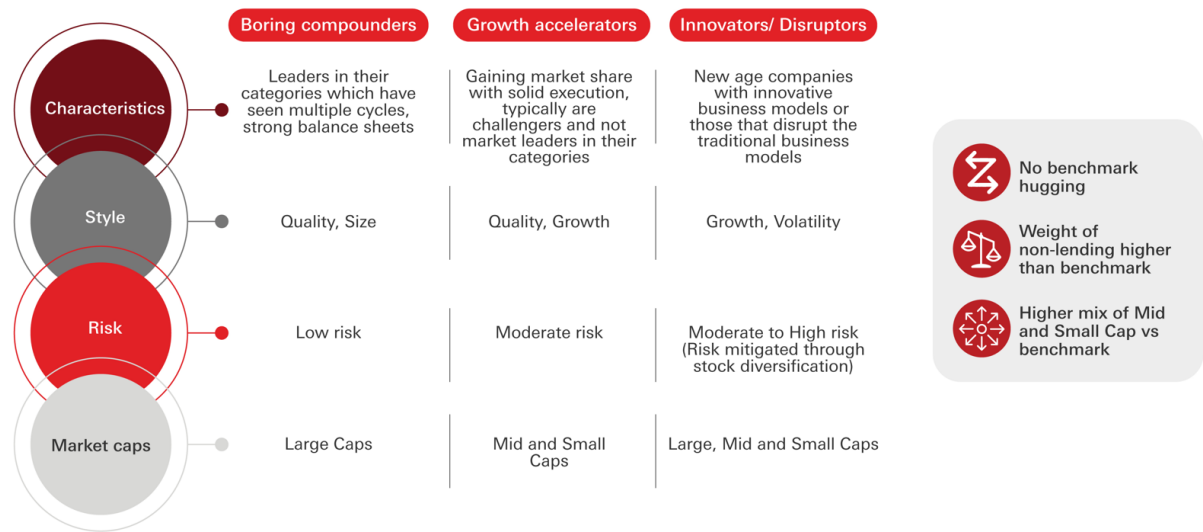 Boring compounders
Growth accelerators
Innovators/ Disruptors
Characteristics
Leaders in their
categories which have
seen multiple cycles,
strong balance sheets
Gaining market share
with solid execution,
typically are
challengers and not
market leaders in their
categories
New age companies
with innovative
business models or
those that disrupt the
traditional business
models
Style
Quality, Size
Quality, Growth
Growth, Volatility
Risk
Low risk
Moderate risk
Moderate to High risk
(Risk mitigated through
stock diversification)
Market caps
Large Caps
Mid and Small
Caps
Large, Mid and Small Caps
No benchmark
hugging
Weight of
non-lending higher
than benchmark
Higher mix of Mid
and Small Cap vs
benchmark